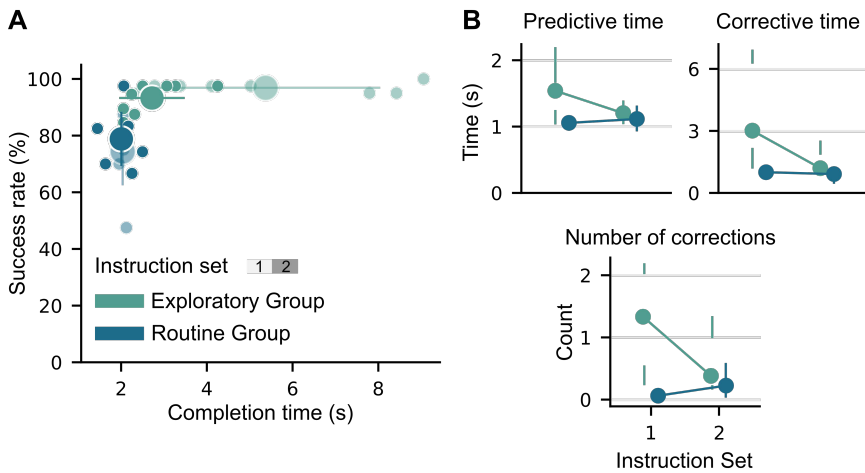 A
Success rate (%)
100
80
60
40
20
0
Instruction set 1 2
Exploratory Group
Routine Group
2 4 6 8
Completion time (s)
B
Predictive time
Time (s)
2
1
0
Corrective time
6
3
0
Number of corrections
Count
2
1
0
1 2
Instruction Set